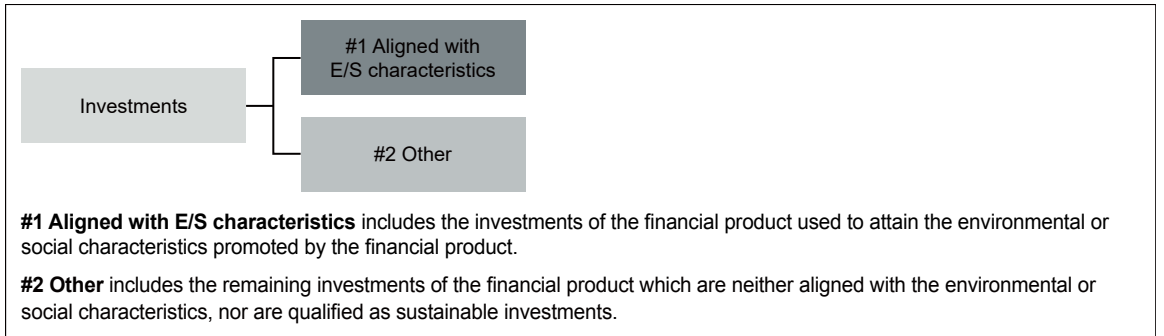 #1 Aligned with
E/S characteristics
Investments
#2 Other
#1 Aligned with E/S characteristics includes the investments of the financial product used to attain the environmental or
social characteristics promoted by the financial product.
#2 Other includes the remaining investments of the financial product which are neither aligned with the environmental or
social characteristics, nor are qualified as sustainable investments.